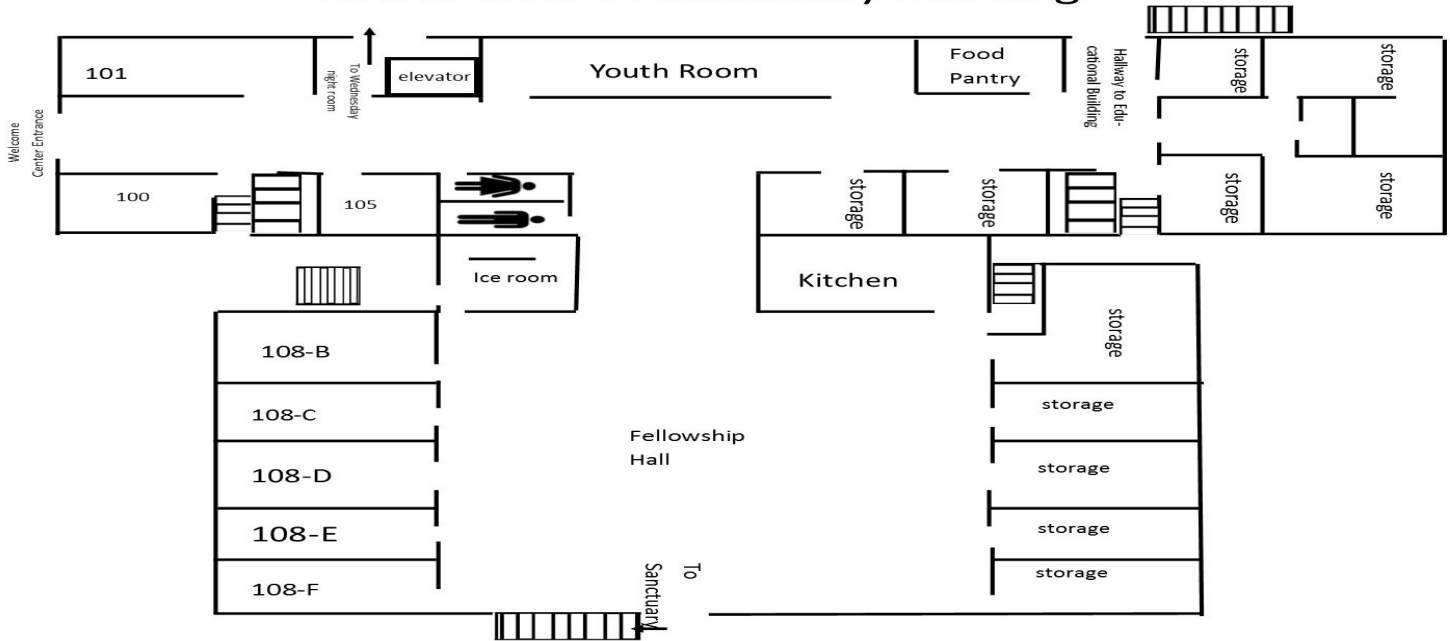 101
To Wednesday
night room
elevator
Youth Room
Food
Pantry
Hallway to Edu-
cational Building
storage
storage
Welcome
Center Entrance
100
105
storage
storage
storage
storage
Ice room
Kitchen
storage
108-B
108-C
storage
Fellowship
Hall
108-D
storage
108-E
storage
108-F
storage
To
Sanctuary